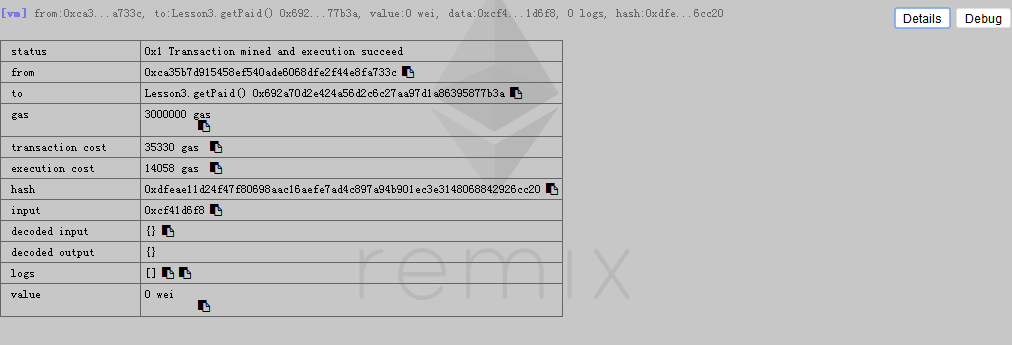 [vm] from:0xca3...a733c, to:Lesson3.getPaid() 0x692...77b3a, value:0 wei, data:0xcf4...1d6f8, 0 logs, hash:0xdfe...6cc20 Details Debug
status 0x1 Transaction mined and execution succeed
from 0xca35b7d915458ef540ade6068dfe2f44e8fa733c
to Lesson3.getPaid() 0x692a70d2e424a56d2c6c27aa97d1a86395877b3a
gas 3000000 gas
transaction cost 35330 gas
execution cost 14058 gas
hash 0xdfeae11d24f47f80698aac16aefe7ad4c897a94b901ec3e3148068842926cc20
input 0xcf41d6f8
decoded input {}
decoded output {}
logs []
value 0 wei
remix